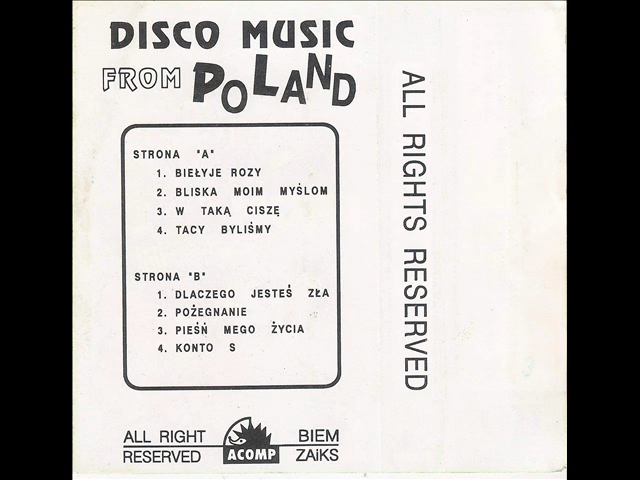 DISCO MUSIC
FROM POLAND
STRONA "A"
1. BIEŁYJE ROZY
2. BLISKA MOIM MYŚLOM
3. W TAKĄ CISZĘ
4. TACY BYLIŚMY
STRONA "B"
1. DLACZEGO JESTEŚ ZŁA
2. POŻEGNANIE
3. PIEŚŃ MEGO ŻYCIA
4. KONTO S
ALL RIGHT
RESERVED
ACOMP
BIEM
ZAiKS
ALL RIGHTS RESERVED